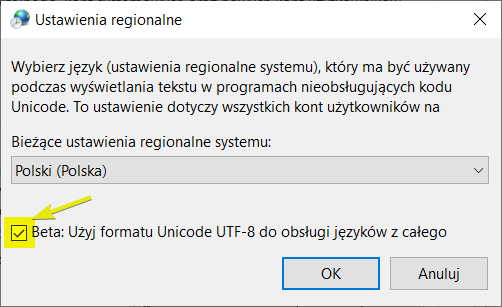 Ustawienia regionalne
Wybierz język (ustawienia regionalne systemu), który ma być używany
podczas wyświetlania tekstu w programach nieobsługujących kodu
Unicode. To ustawienie dotyczy wszystkich kont użytkowników na
Bieżące ustawienia regionalne systemu:
Polski (Polska)
Beta: Użyj formatu Unicode UTF-8 do obsługi języków z całego
OK Anuluj